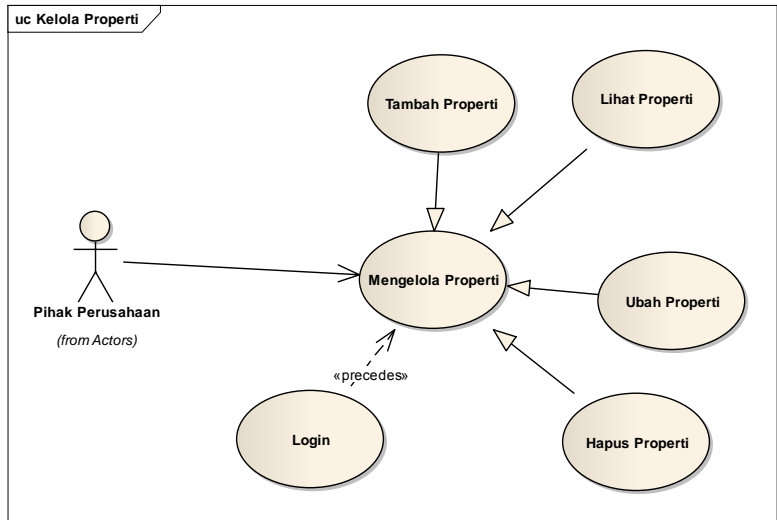 uc Kelola Properti
Tambah Properti
Lihat Properti
Mengelola Properti
Pihak Perusahaan
(from Actors)
Ubah Properti
«precedes»
Login
Hapus Properti